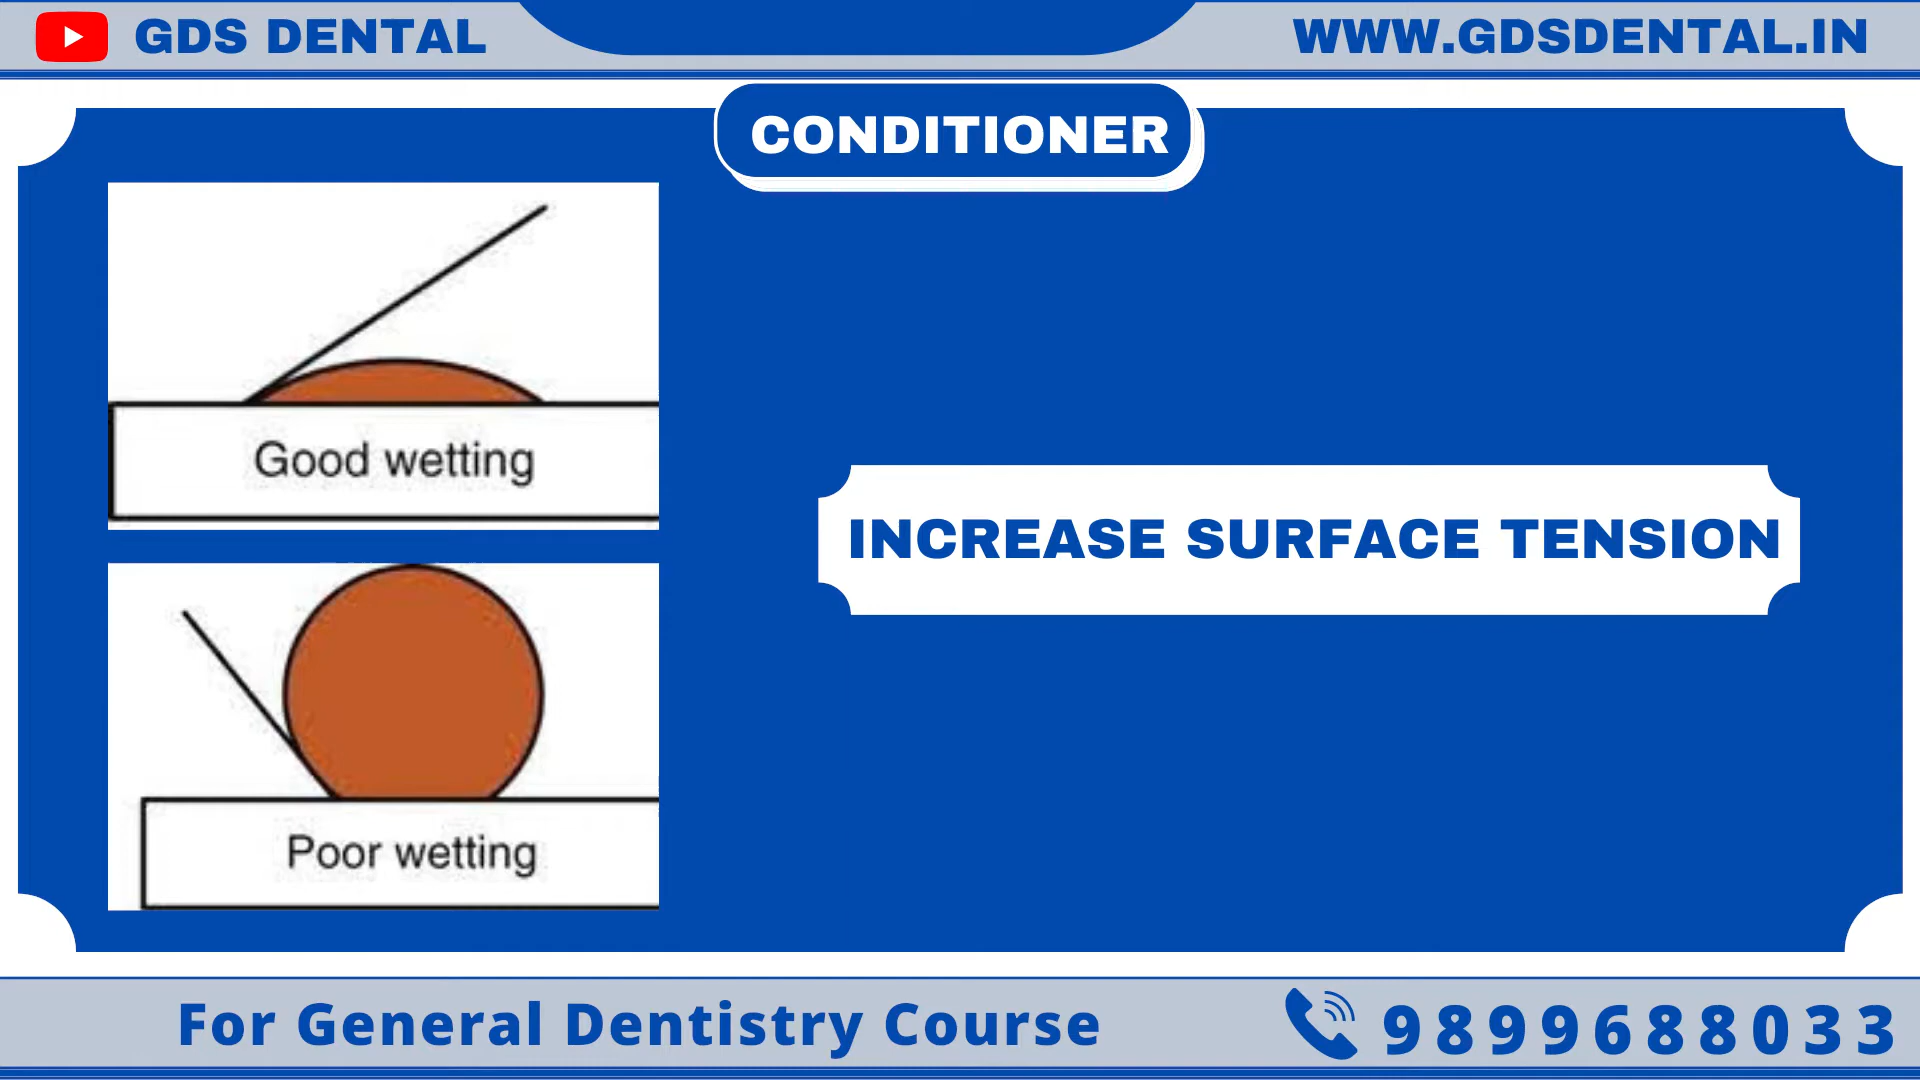 GDS DENTAL
WWW.GDSDENTAL.IN
CONDITIONER
Good wetting
INCREASE SURFACE TENSION
Poor wetting
For General Dentistry Course
9899688033